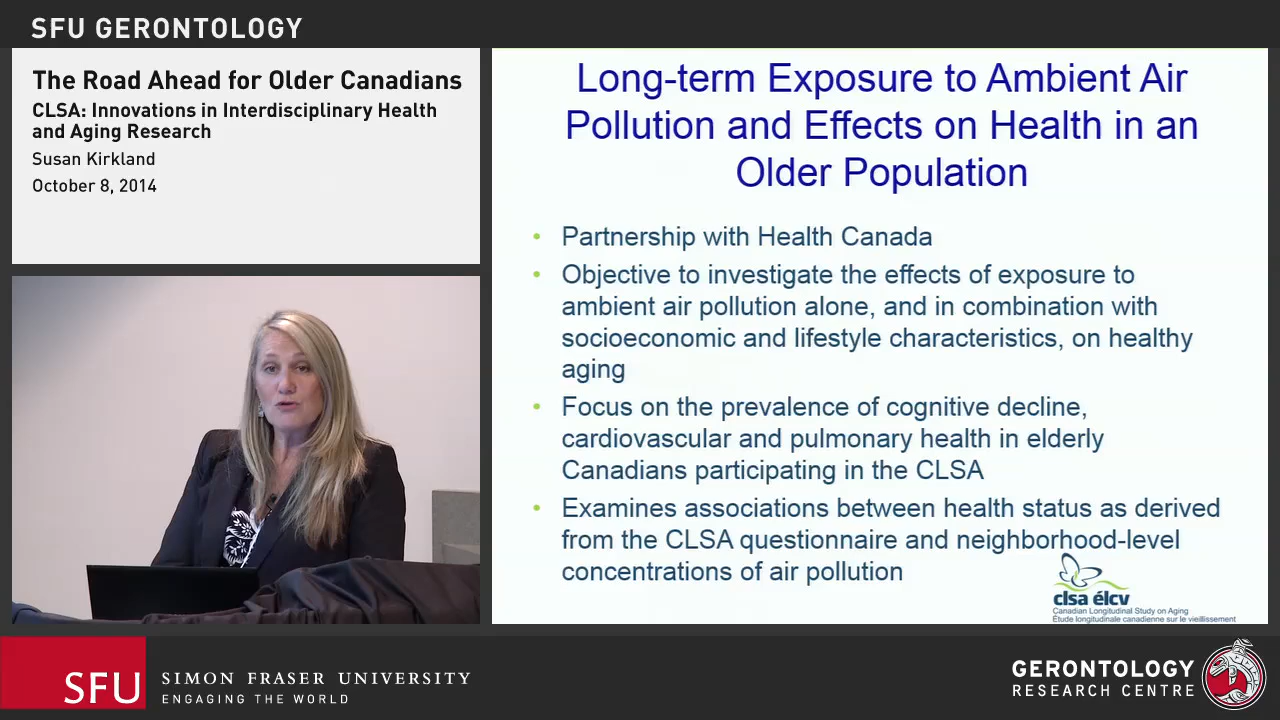 SFU GERONTOLOGY
The Road Ahead for Older Canadians
CLSA: Innovations in Interdisciplinary Health
and Aging Research
Susan Kirkland
October 8, 2014
Long-term Exposure to Ambient Air
Pollution and Effects on Health in an
Older Population
• Partnership with Health Canada
• Objective to investigate the effects of exposure to
ambient air pollution alone, and in combination with
socioeconomic and lifestyle characteristics, on healthy
aging
• Focus on the prevalence of cognitive decline,
cardiovascular and pulmonary health in elderly
Canadians participating in the CLSA
• Examines associations between health status as derived
from the CLSA questionnaire and neighborhood-level
concentrations of air pollution
clsa élcv
Canadian Longitudinal Study on Aging
Étude longitudinale canadienne sur le vieillissement
SFU
SIMON FRASER UNIVERSITY
ENGAGING THE WORLD
GERONTOLOGY
RESEARCH CENTRE